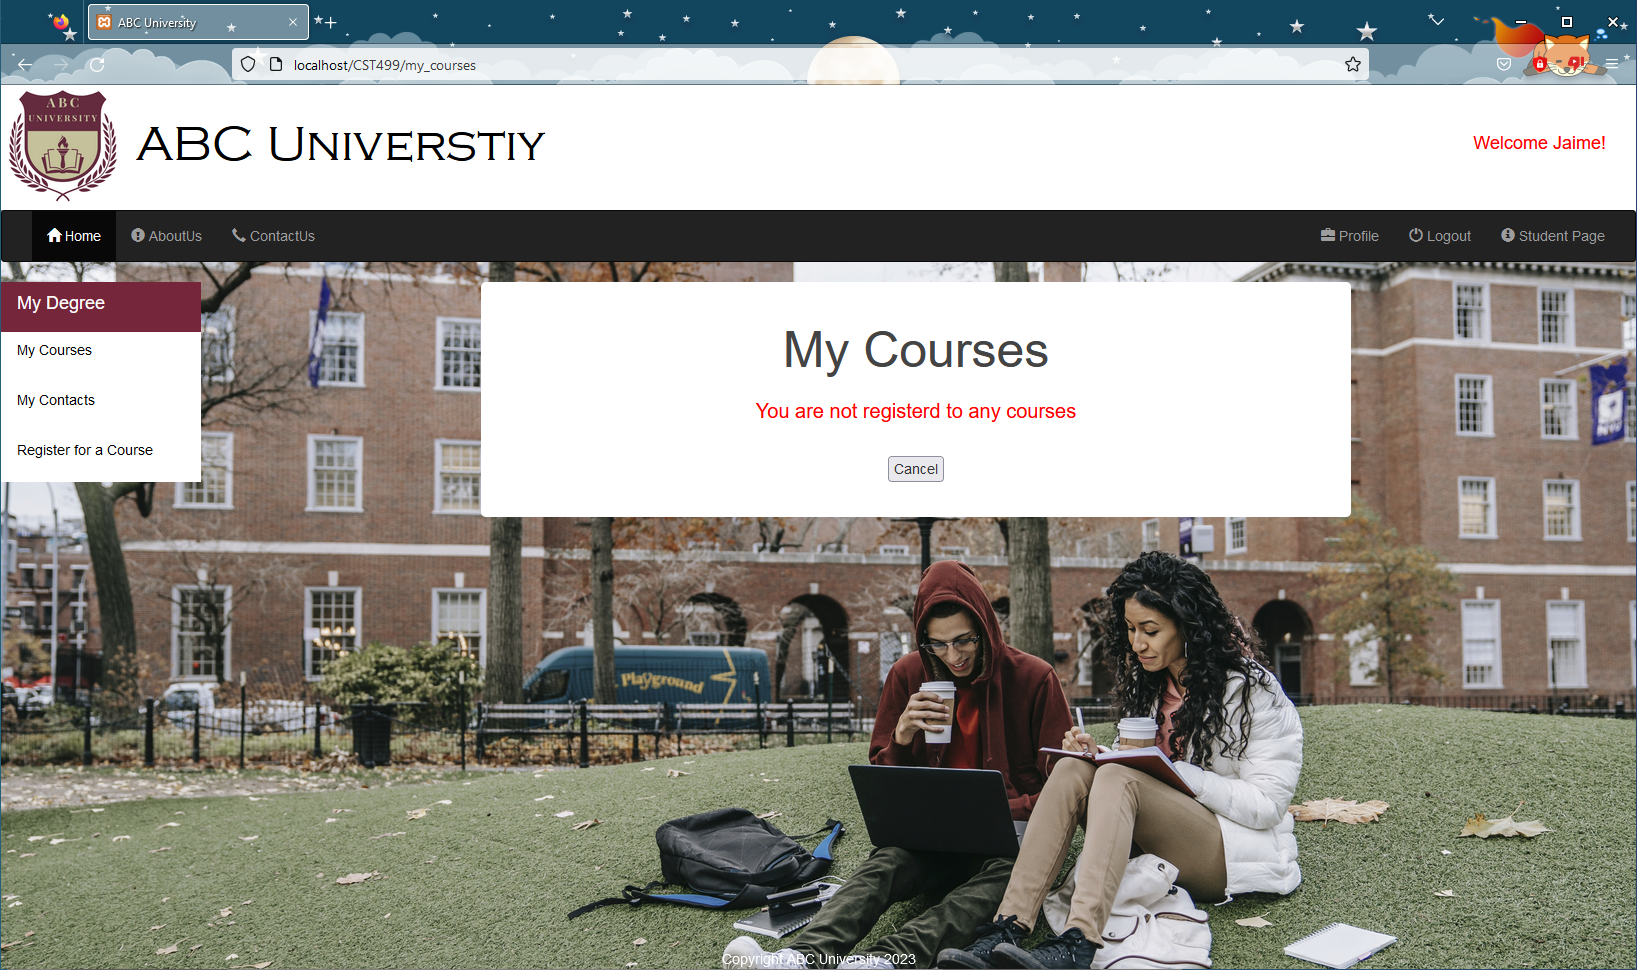 ABC University
localhost/CST499/my_courses
ABC
UNIVERSITY
ABC Universtiy
Welcome Jaime!
Home
AboutUs
ContactUs
Profile
Logout
Student Page
My Degree
My Courses
My Contacts
Register for a Course
My Courses
You are not registerd to any courses
Cancel
Playground
Copyright ABC University 2023